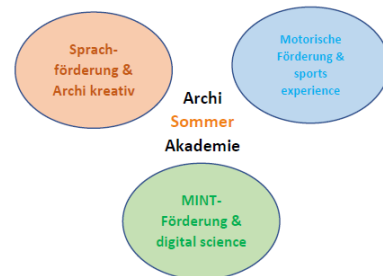 Sprach-
förderung &
Archi kreativ
Motorische
Förderung &
sports
experience
Archi
Sommer
Akademie
MINT-
Förderung &
digital science